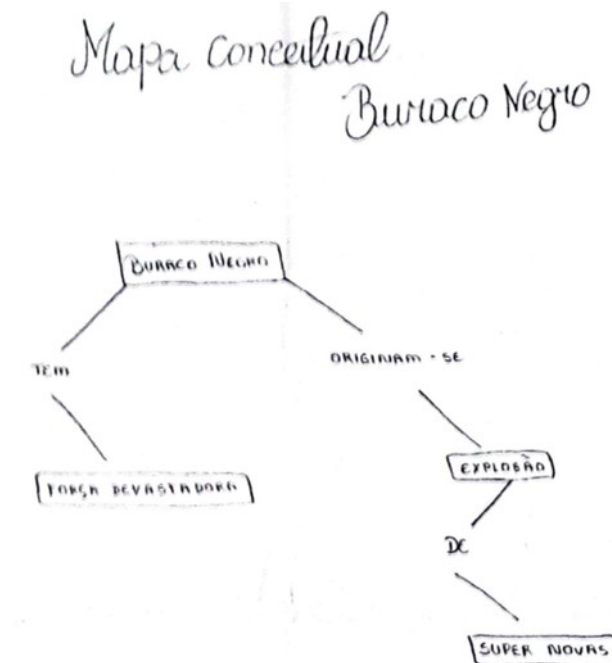 Mapa conceitual
Buraco Negro
BURACO NEGRO
TEM
ORIGINAM-SE
FORÇA DEVASTADORA
EXPLOSÃO
DE
SUPER NOVAS